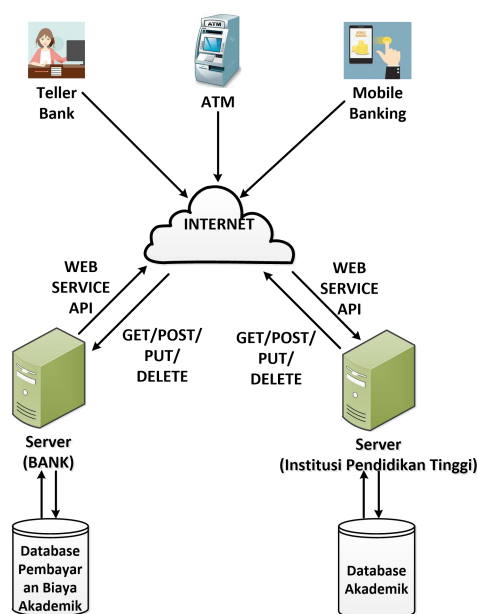 ATM
Teller
Bank
ATM
Mobile
Banking
INTERNET
WEB
SERVICE
API
GET/POST/
PUT/
DELETE
GET/POST/
PUT/
DELETE
WEB
SERVICE
API
Server
(BANK)
Server
(Institusi Pendidikan Tinggi)
Database
Pembayar
an Biaya
Akademik
Database
Akademik